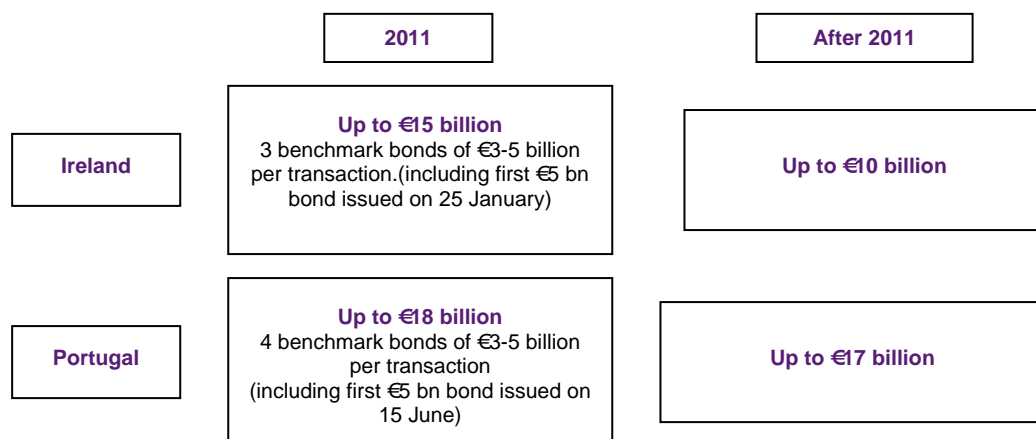 2011
After 2011
Ireland
Up to €15 billion
3 benchmark bonds of €3-5 billion
per transaction.(including first €5 bn
bond issued on 25 January)
Up to €10 billion
Portugal
Up to €18 billion
4 benchmark bonds of €3-5 billion
per transaction
(including first €5 bn bond issued on
15 June)
Up to €17 billion